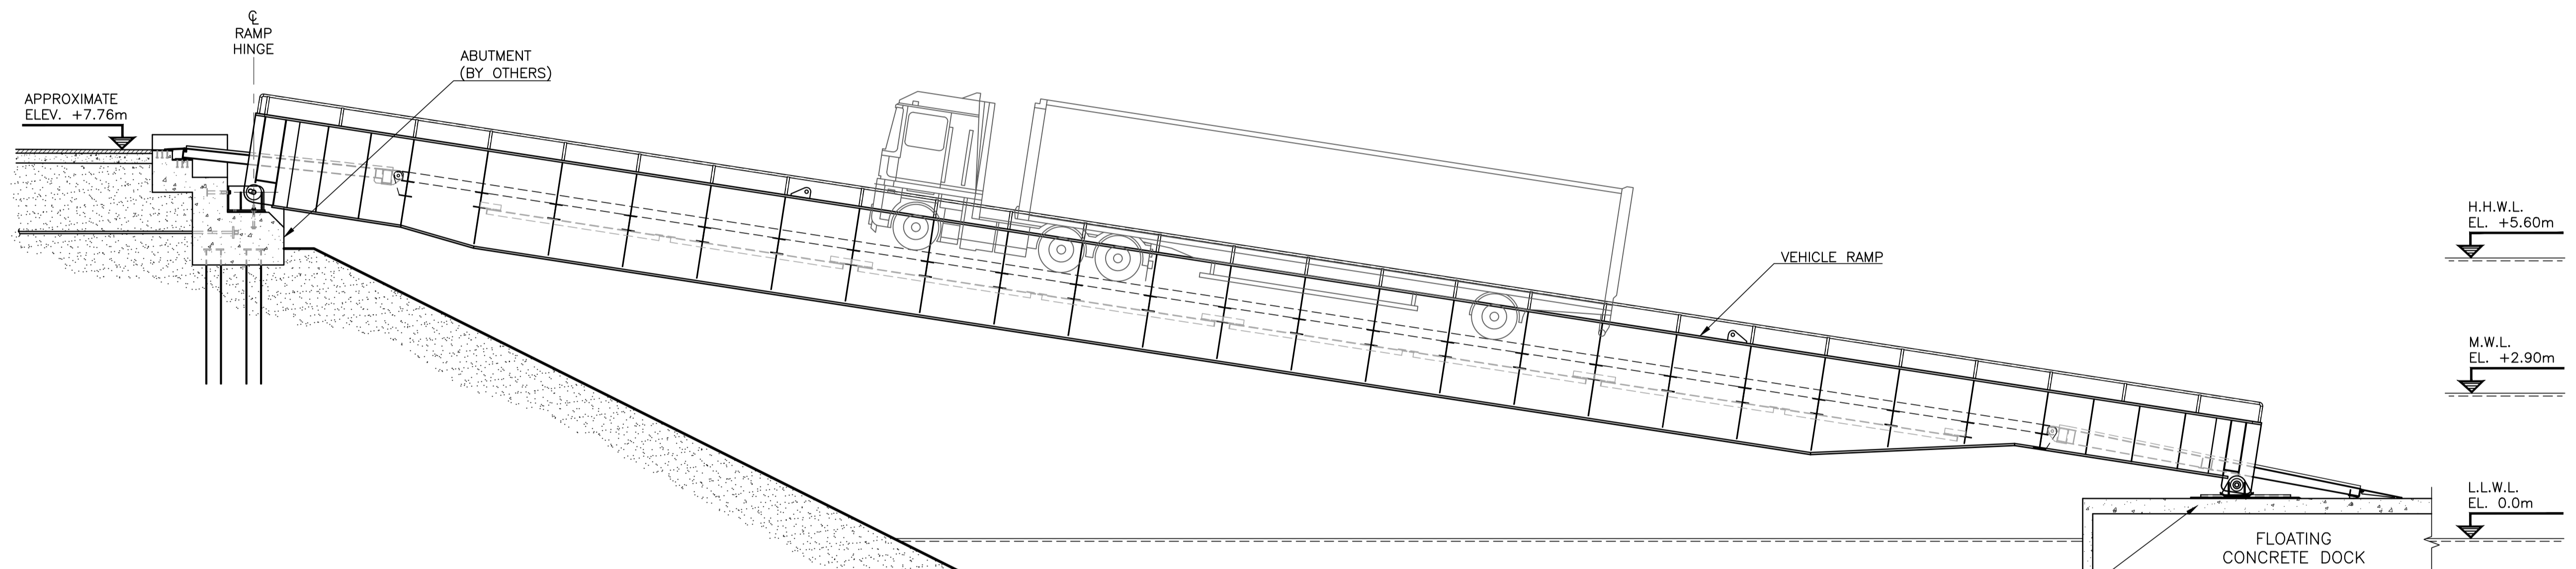 ℄
RAMP
HINGE
ABUTMENT
(BY OTHERS)
APPROXIMATE
ELEV. +7.76m
VEHICLE RAMP
H.H.W.L.
EL. +5.60m
M.W.L.
EL. +2.90m
L.L.W.L.
EL. 0.0m
FLOATING
CONCRETE DOCK